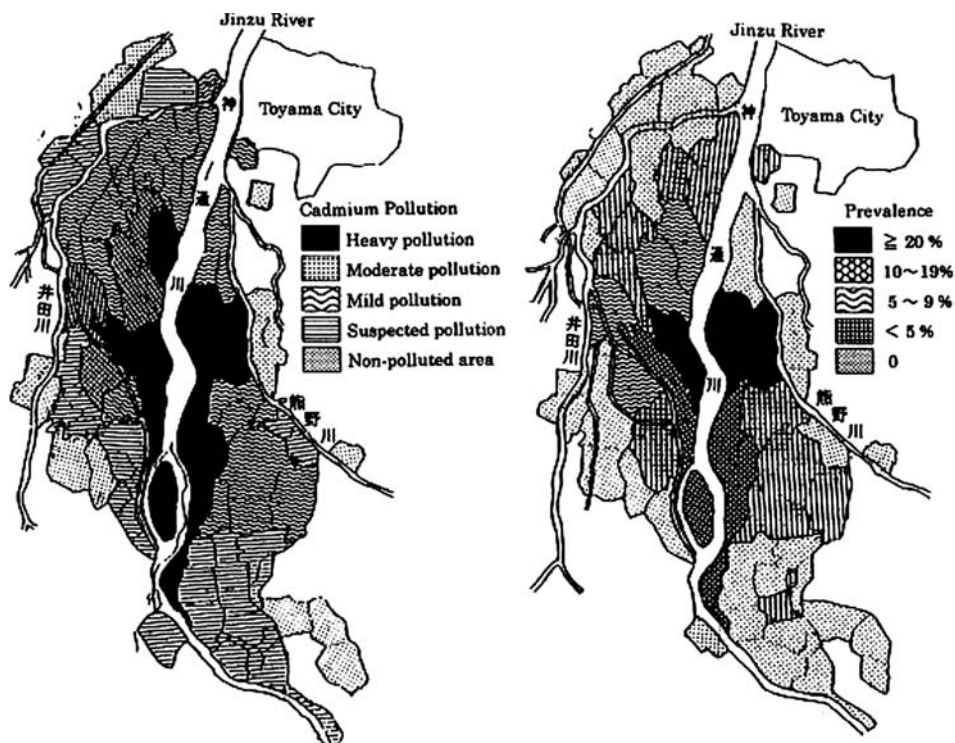 Jinzu River
Toyama City
神
通
川
井田川
熊野川
Cadmium Pollution
Heavy pollution
Moderate pollution
Mild pollution
Suspected pollution
Non-polluted area
Jinzu River
Toyama City
神
通
川
井田川
熊野川
Prevalence
≧ 20 %
10～19%
5 ～ 9 %
< 5 %
0